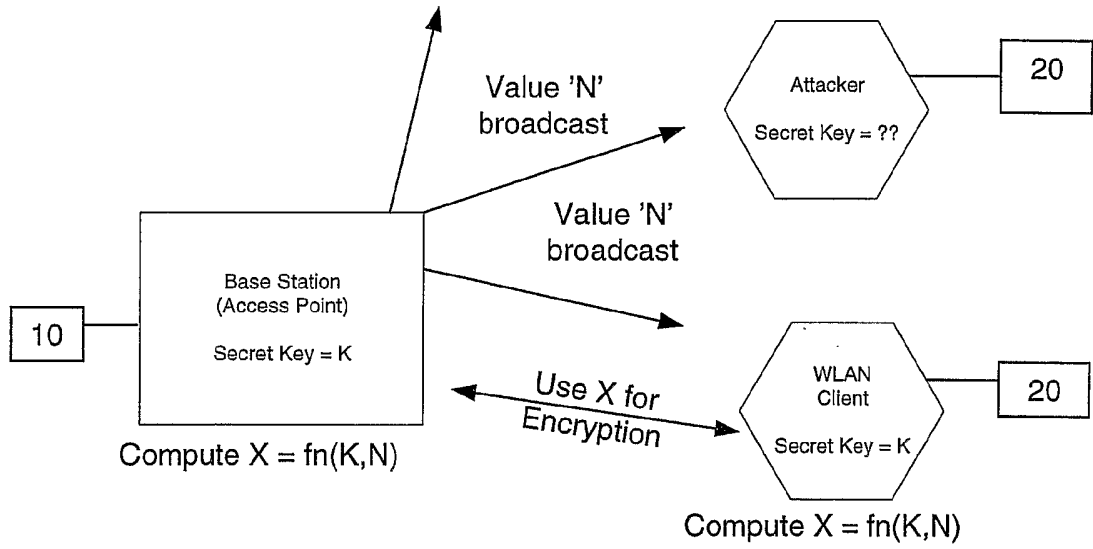 Value 'N'
broadcast
Attacker
Secret Key = ??
20
Value 'N'
broadcast
Base Station
(Access Point)
Secret Key = K
10
Compute X = fn(K,N)
Use X for
Encryption
WLAN
Client
Secret Key = K
20
Compute X = fn(K,N)